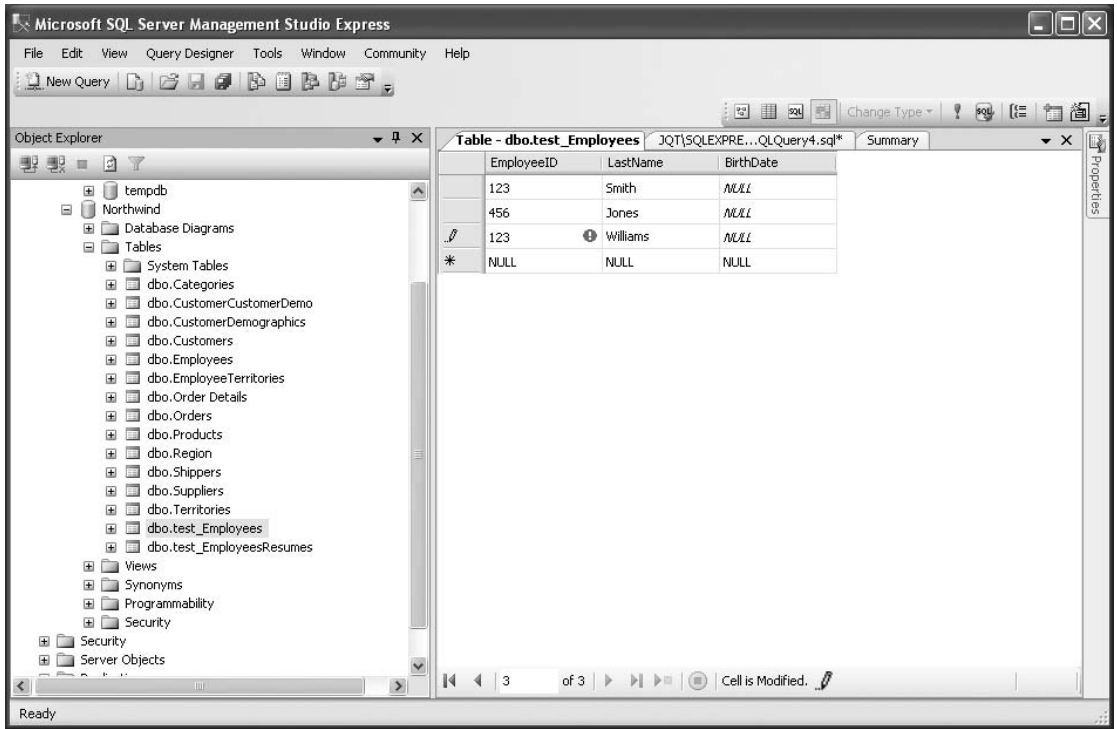 Microsoft SQL Server Management Studio Express
File Edit View Query Designer Tools Window Community Help
New Query
SQL Change Type SQL
Object Explorer
Table - dbo.test_Employees JQT\SQLEXPRE...QLQuery4.sql* Summary
Properties
EmployeeID LastName BirthDate
123 Smith NULL
456 Jones NULL
123 Williams NULL
NULL NULL NULL
tempdb
Northwind
Database Diagrams
Tables
System Tables
dbo.Categories
dbo.CustomerCustomerDemo
dbo.CustomerDemographics
dbo.Customers
dbo.Employees
dbo.EmployeeTerritories
dbo.Order Details
dbo.Orders
dbo.Products
dbo.Region
dbo.Shippers
dbo.Suppliers
dbo.Territories
dbo.test_Employees
dbo.test_EmployeesResumes
Views
Synonyms
Programmability
Security
Security
Server Objects
3 of 3 Cell is Modified.
Ready